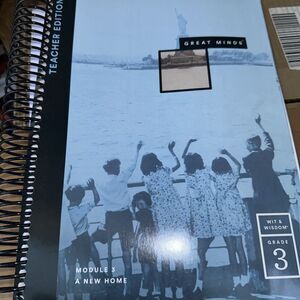 TEACHER EDITION
GREAT MINDS
WIT &
WISDOM®
GRADE
3
MODULE 3
A NEW HOME